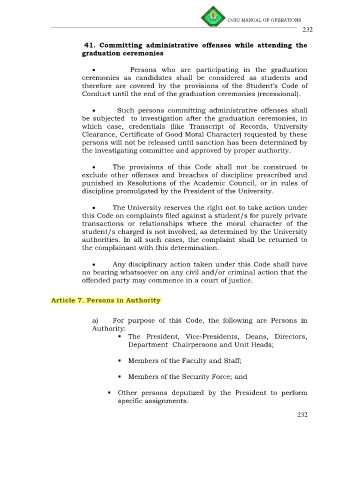 CvSU MANUAL OF OPERATIONS
232
41. Committing administrative offenses while attending the
graduation ceremonies
• Persons who are participating in the graduation
ceremonies as candidates shall be considered as students and
therefore are covered by the provisions of the Student's Code of
Conduct until the end of the graduation ceremonies (recessional).
• Such persons committing administrative offenses shall
be subjected to investigation after the graduation ceremonies, in
which case, credentials (like Transcript of Records, University
Clearance, Certificate of Good Moral Character) requested by these
persons will not be released until sanction has been determined by
the investigating committee and approved by proper authority.
• The provisions of this Code shall not be construed to
exclude other offenses and breaches of discipline prescribed and
punished in Resolutions of the Academic Council, or in rules of
discipline promulgated by the President of the University.
• The University reserves the right not to take action under
this Code on complaints filed against a student/s for purely private
transactions or relationships where the moral character of the
student/s charged is not involved, as determined by the University
authorities. In all such cases, the complaint shall be returned to
the complainant with this determination.
• Any disciplinary action taken under this Code shall have
no bearing whatsoever on any civil and/or criminal action that the
offended party may commence in a court of justice.
Article 7. Persons in Authority
a) For purpose of this Code, the following are Persons in
Authority:
▪ The President, Vice-Presidents, Deans, Directors,
Department Chairpersons and Unit Heads;
▪ Members of the Faculty and Staff;
▪ Members of the Security Force; and
▪ Other persons deputized by the President to perform
specific assignments.
232